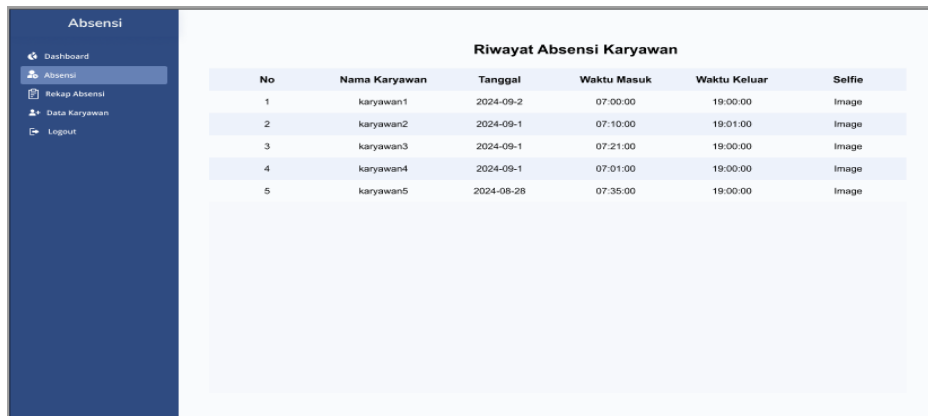 Absensi
Dashboard
Absensi
Rekap Absensi
Data Karyawan
Logout
Riwayat Absensi Karyawan
No Nama Karyawan Tanggal Waktu Masuk Waktu Keluar Selfie
1 karyawan1 2024-09-2 07:00:00 19:00:00 Image
2 karyawan2 2024-09-1 07:10:00 19:01:00 Image
3 karyawan3 2024-09-1 07:21:00 19:00:00 Image
4 karyawan4 2024-09-1 07:01:00 19:00:00 Image
5 karyawan5 2024-08-28 07:35:00 19:00:00 Image